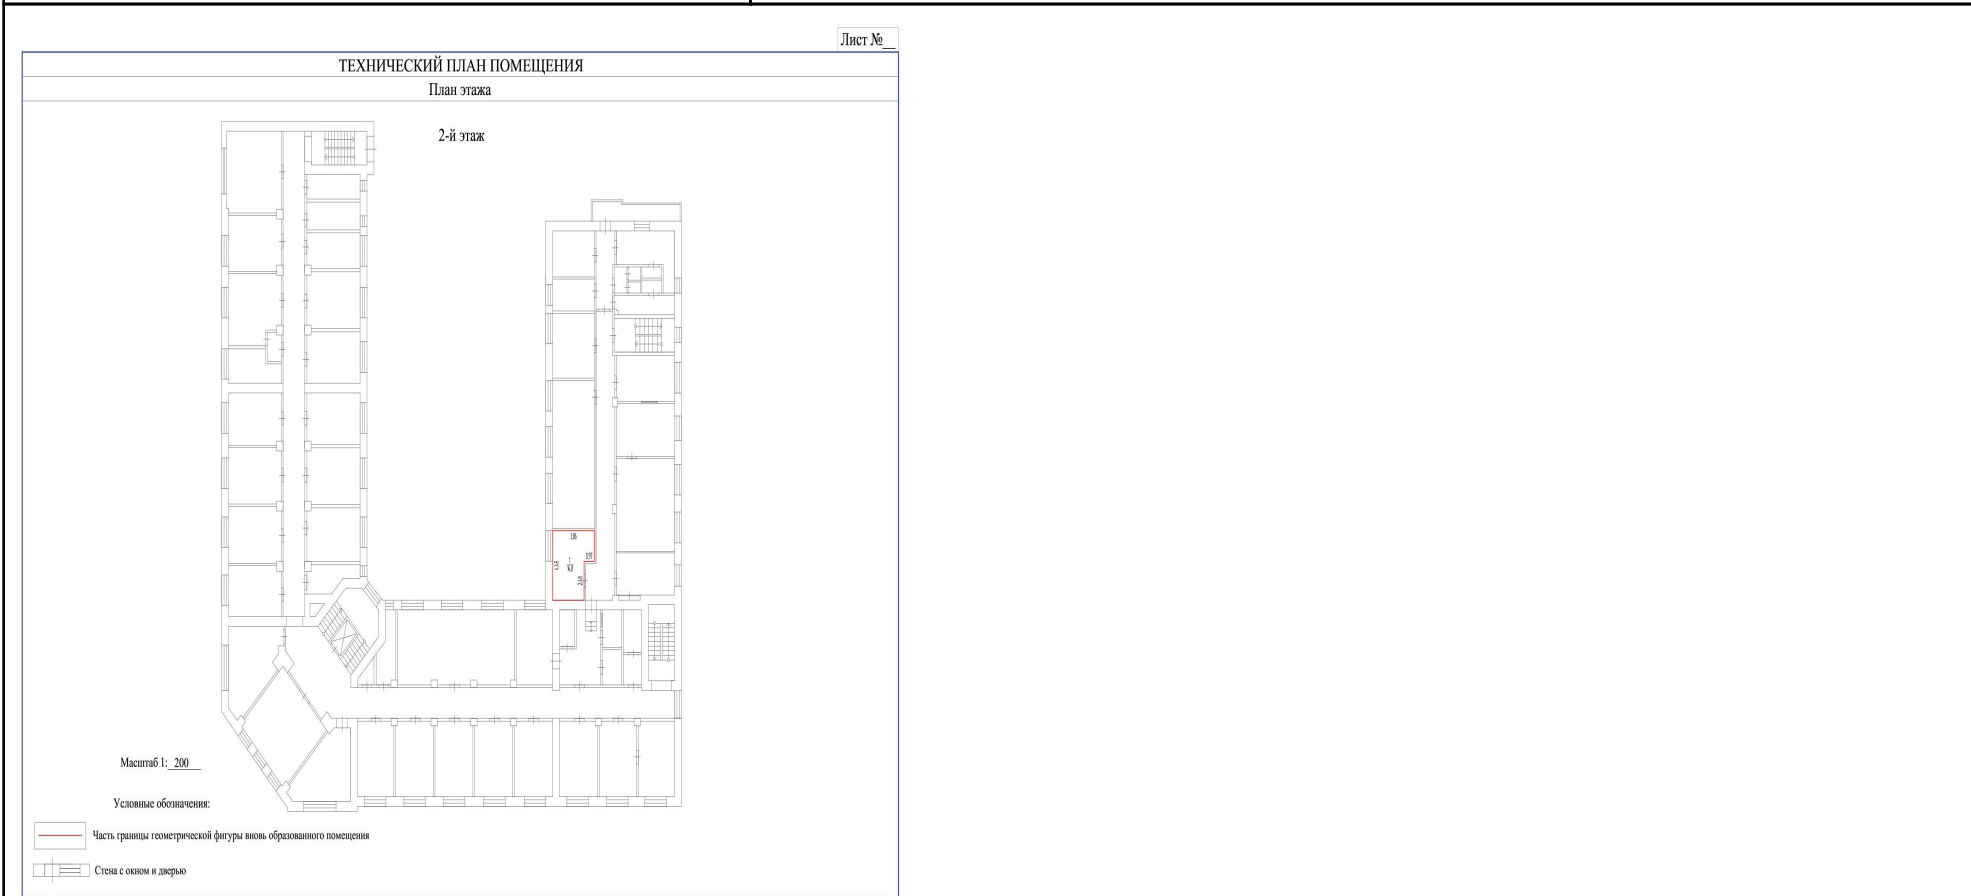 Лист №__
ТЕХНИЧЕСКИЙ ПЛАН ПОМЕЩЕНИЯ
План этажа
2-й этаж
Масштаб 1: 200
Условные обозначения:
Часть границы геометрической фигуры вновь образованного помещения
Стена с окном и дверью